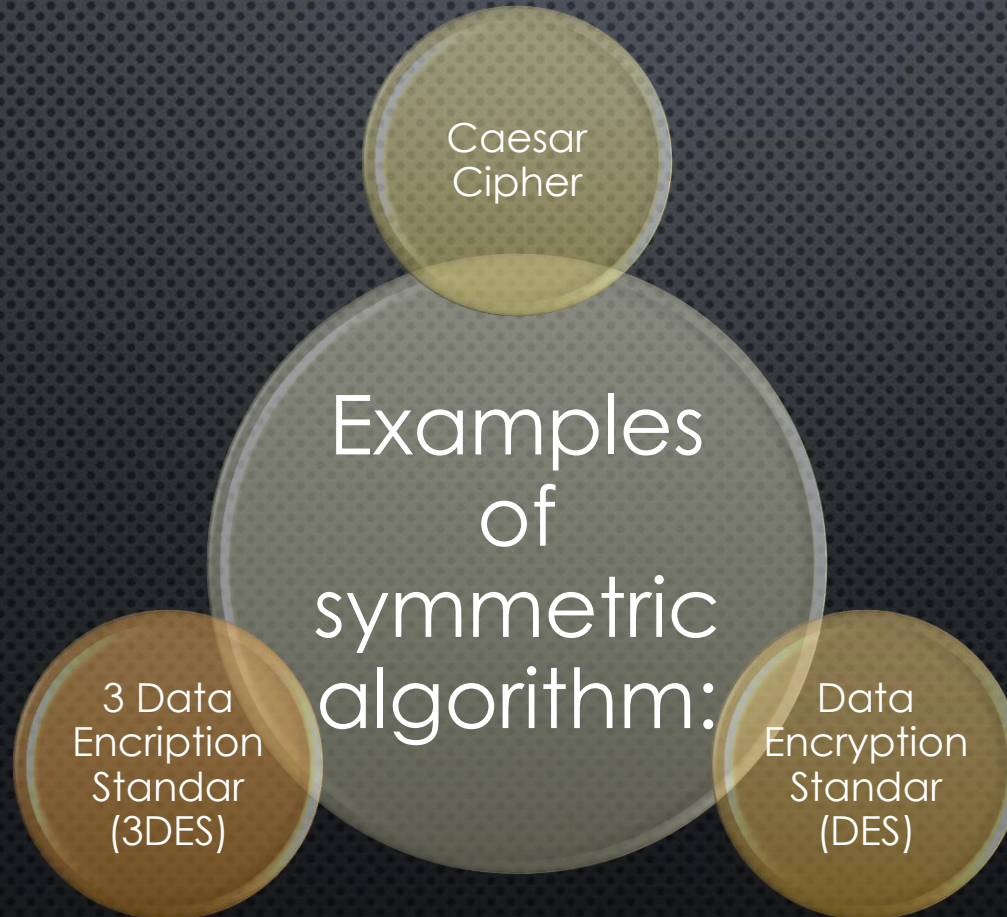 Caesar
Cipher
Examples
of
symmetric
algorithm:
3 Data
Encription
Standar
(3DES)
Data
Encryption
Standar
(DES)